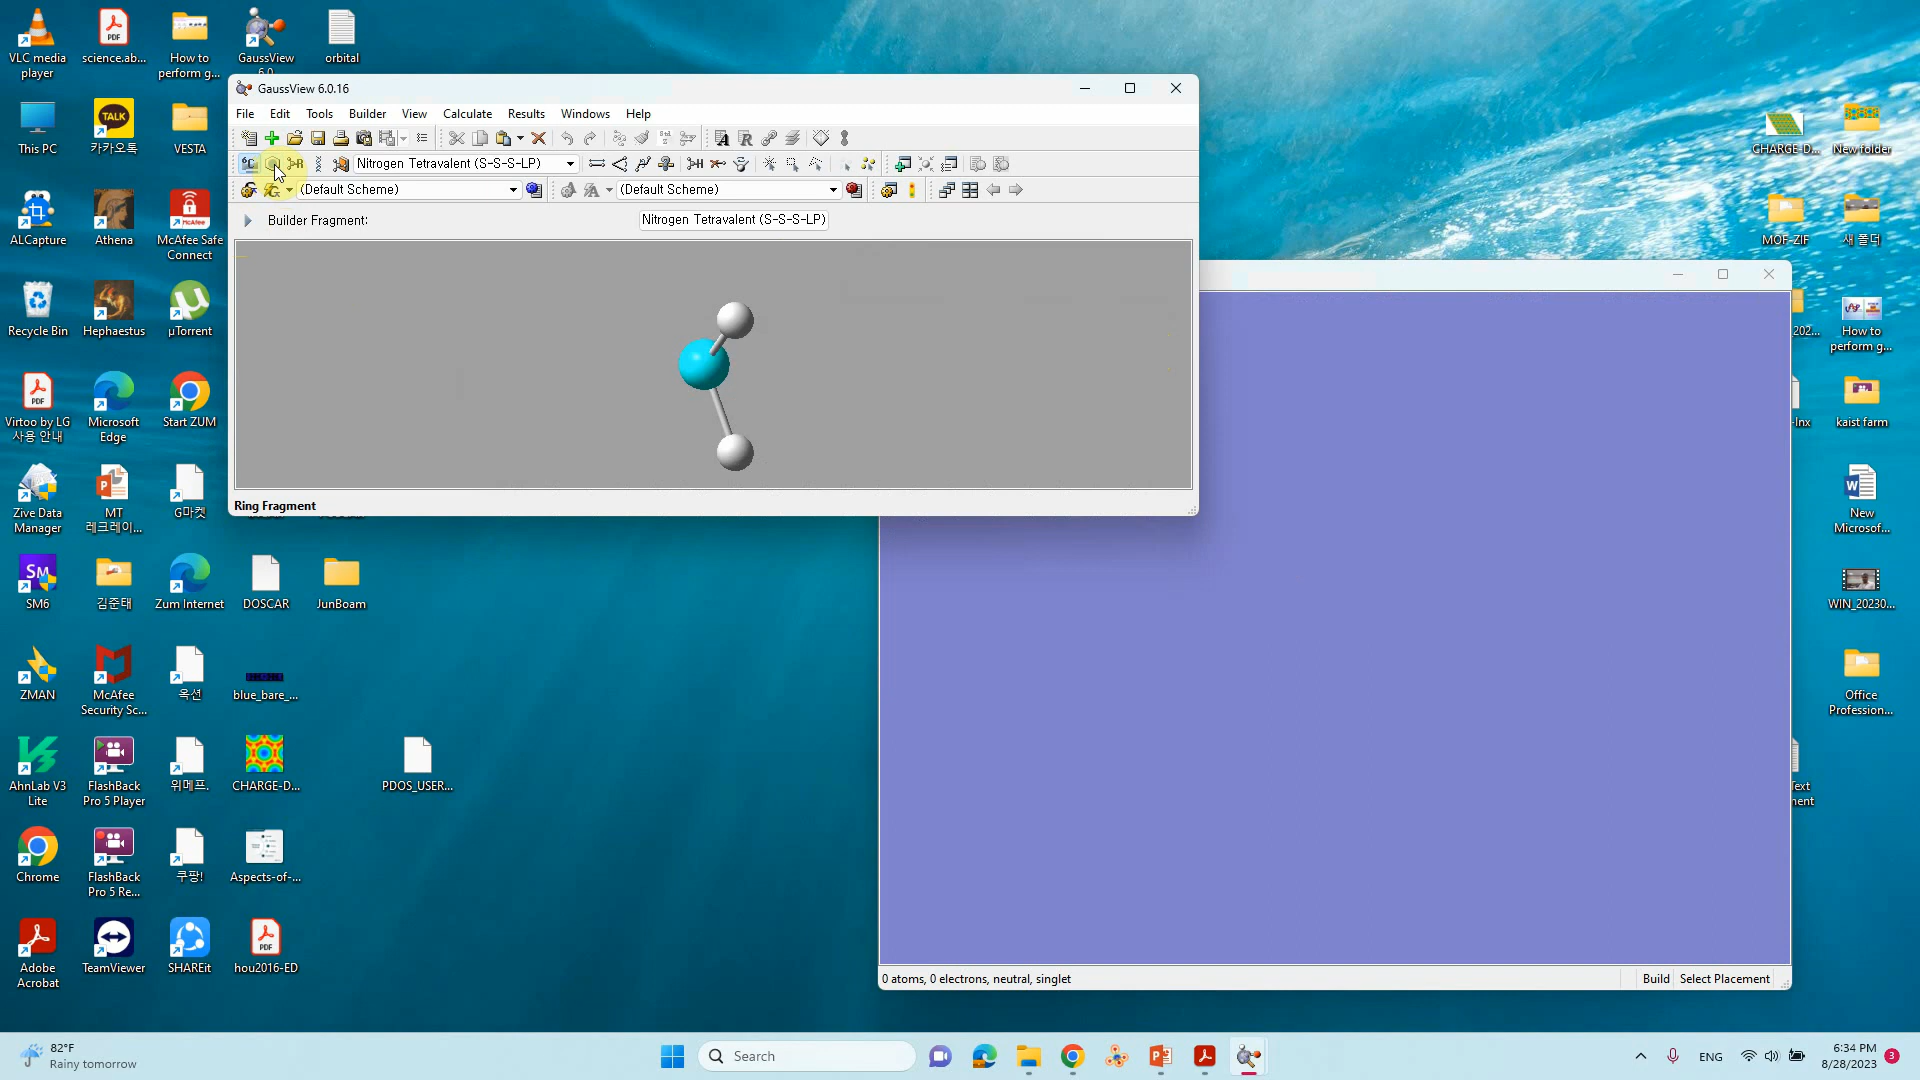 VLC media player
science.ab...
How to perform g...
GaussView 6.0
orbital
This PC
카카오톡
VESTA
ALCapture
Athena
McAfee Safe Connect
Recycle Bin
Hephaestus
µTorrent
Virtoo by LG 사용 안내
Microsoft Edge
Start ZUM
Zive Data Manager
MT 레크레이...
G마켓
SM6
김준태
Zum Internet
DOSCAR
JunBoam
ZMAN
McAfee Security Sc...
옥션
blue_bare_...
AhnLab V3 Lite
FlashBack Pro 5 Player
위메프.
CHARGE-D...
PDOS_USER...
Chrome
FlashBack Pro 5 Re...
쿠팡!
Aspects-of-...
Adobe Acrobat
TeamViewer
SHAREit
hou2016-ED
GaussView 6.0.16
File Edit Tools Builder View Calculate Results Windows Help
Nitrogen Tetravalent (S-S-S-LP)
(Default Scheme)
(Default Scheme)
Builder Fragment:
Nitrogen Tetravalent (S-S-S-LP)
Ring Fragment
0 atoms, 0 electrons, neutral, singlet
Build
Select Placement
CHARGE-D...
New folder
MOF-ZIF
새 폴더
202...
How to perform g...
-lnx
kaist farm
New Microsof...
WIN_20230...
Office Profession...
Text
Search
82°F
Rainy tomorrow
ENG
6:34 PM
8/28/2023
3